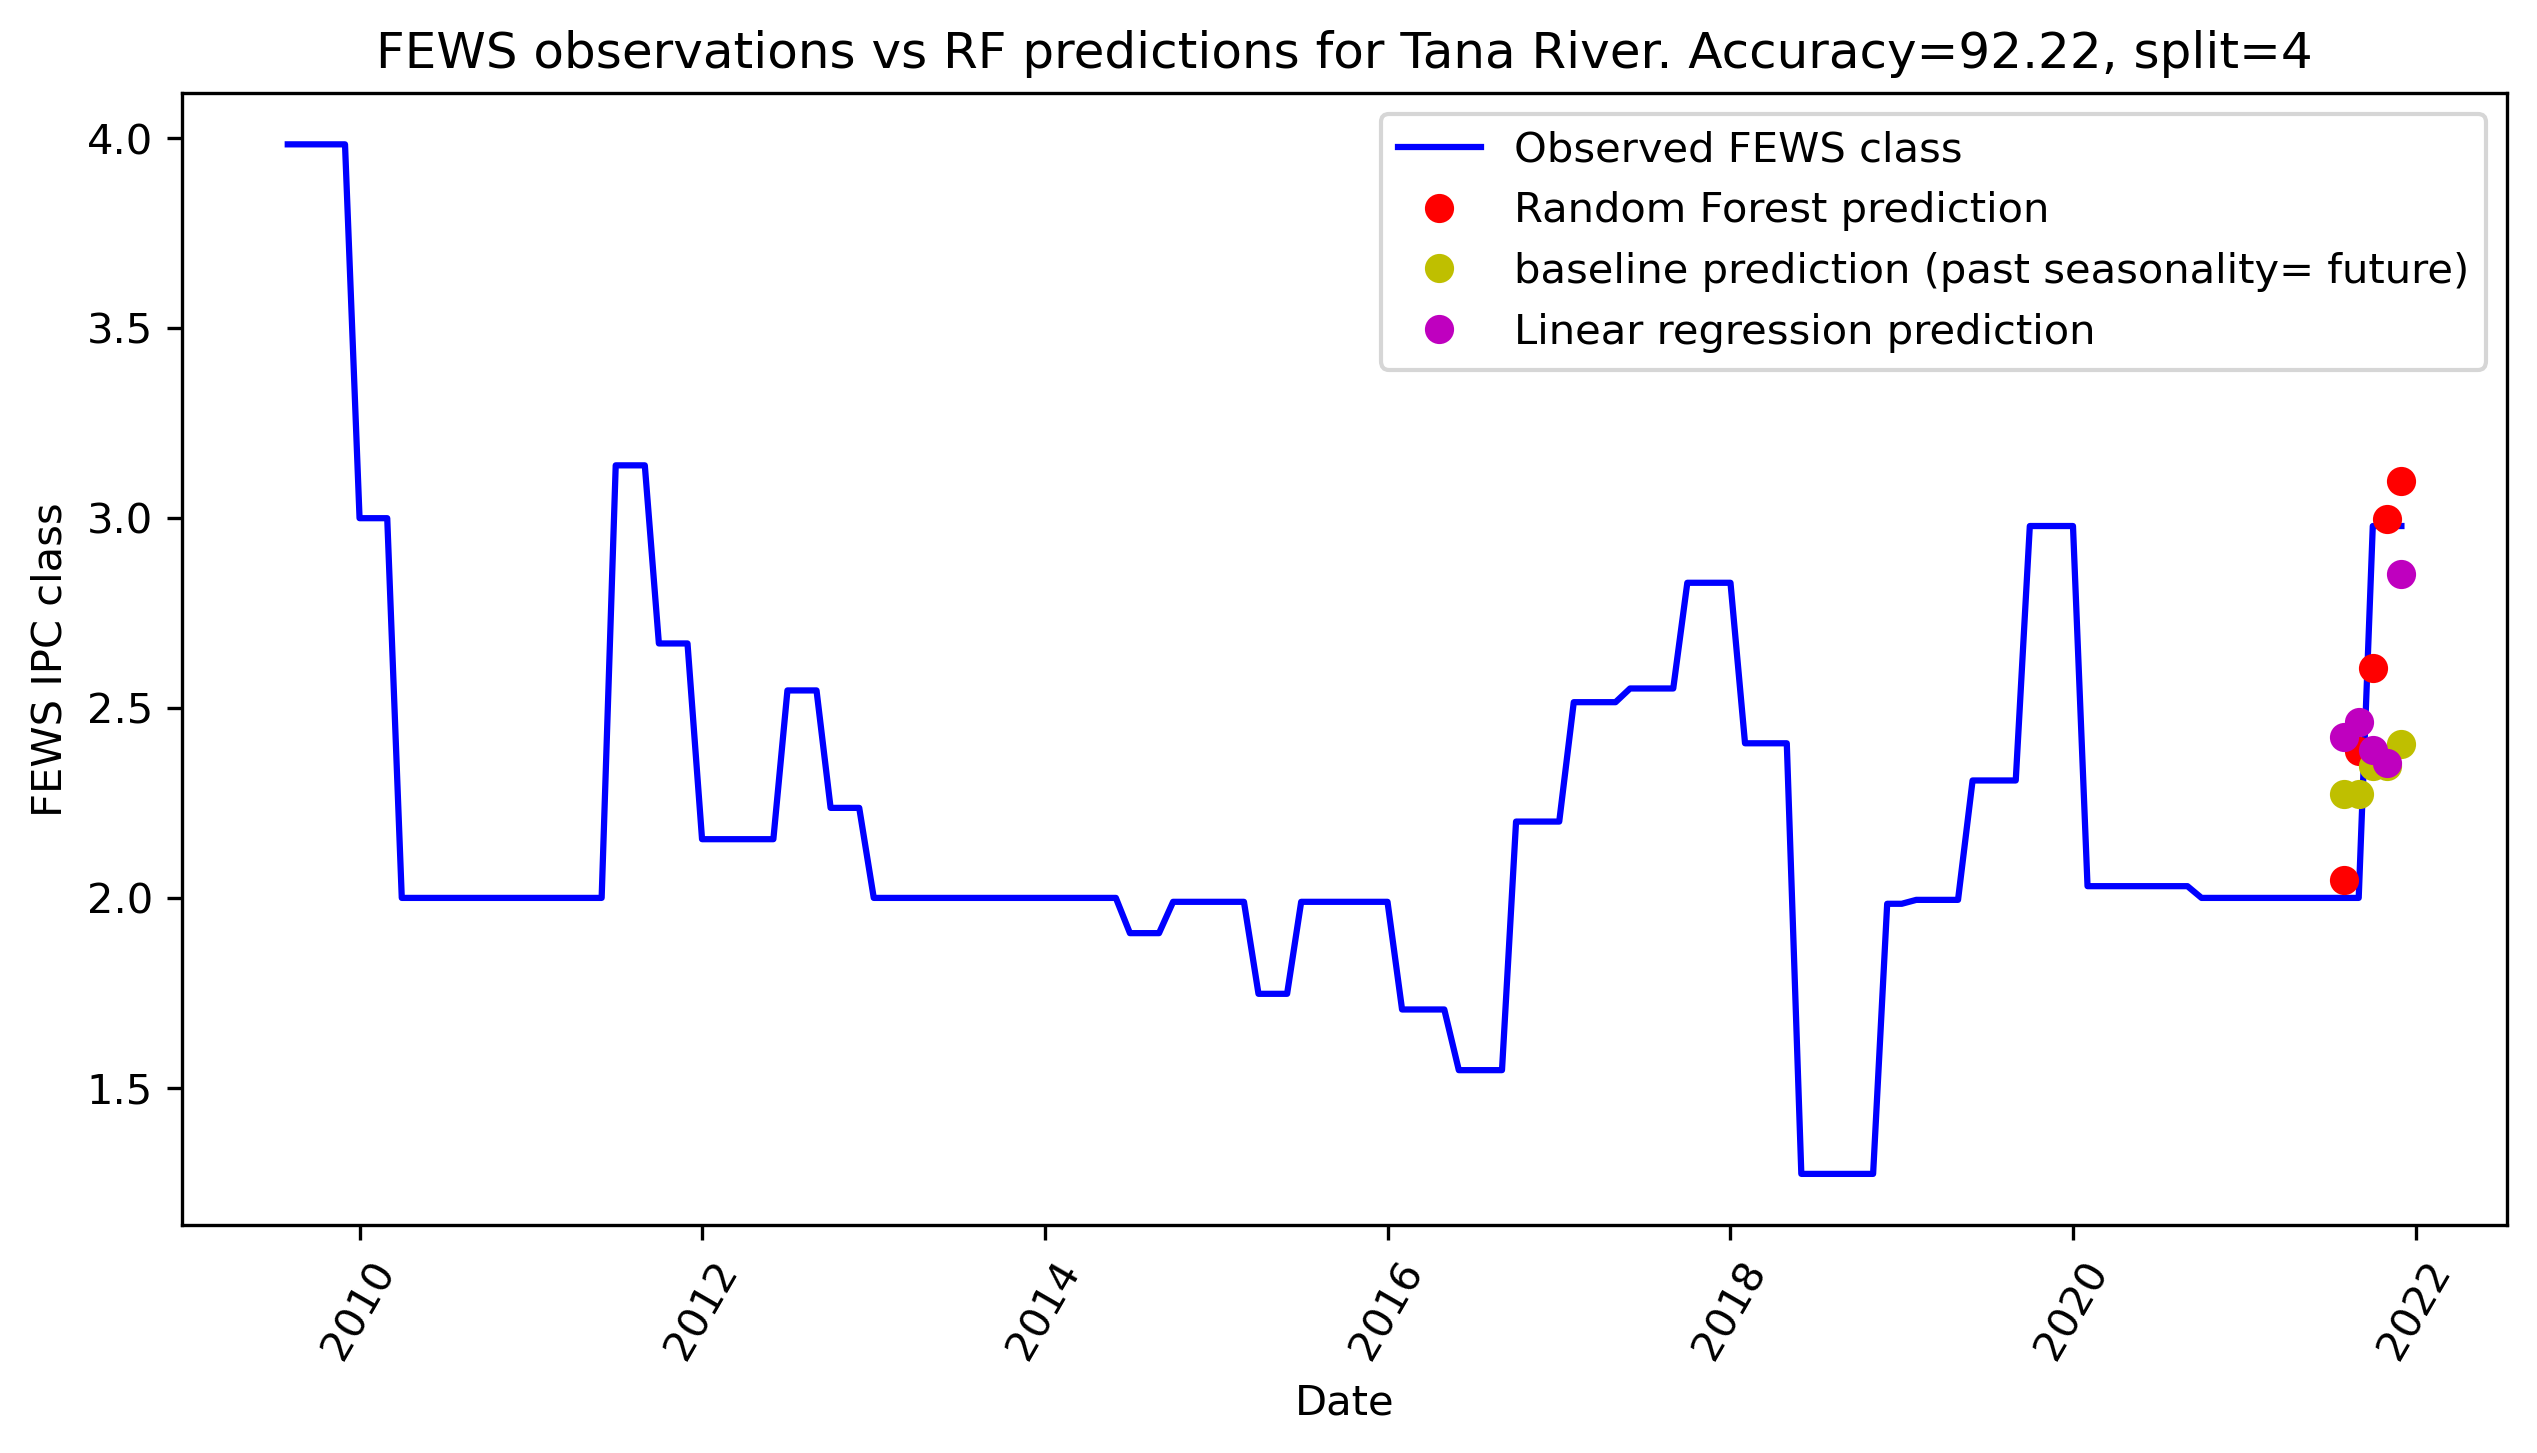 FEWS observations vs RF predictions for Tana River. Accuracy=92.22, split=4
Observed FEWS class
Random Forest prediction
baseline prediction (past seasonality= future)
Linear regression prediction
FEWS IPC class
4.0
3.5
3.0
2.5
2.0
1.5
2010
2012
2014
2016
2018
2020
2022
Date